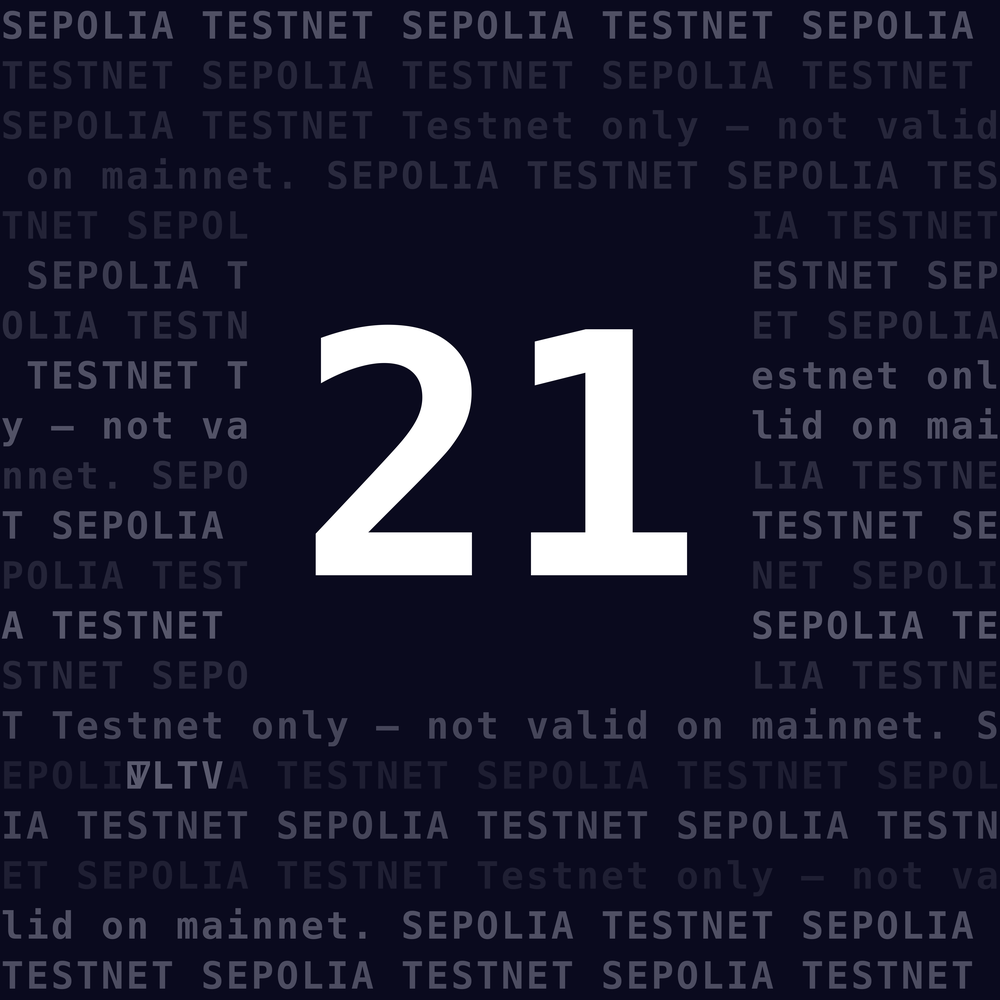 SEPOLIA TESTNET SEPOLIA TESTNET SEPOLIA
TESTNET SEPOLIA TESTNET SEPOLIA TESTNET
SEPOLIA TESTNET Testnet only — not valid
on mainnet. SEPOLIA TESTNET SEPOLIA TES
TNET SEPOL IA TESTNET
SEPOLIA T ESTNET SEP
OLIA TESTN ET SEPOLIA
TESTNET T estnet onl
y — not va lid on mai
nnet. SEPO LIA TESTNE
T SEPOLIA TESTNET SE
POLIA TEST NET SEPOLI
A TESTNET SEPOLIA TE
STNET SEPO LIA TESTNE
21
T Testnet only — not valid on mainnet. S
EPOLI VLTV A TESTNET SEPOLIA TESTNET SEPOL
IA TESTNET SEPOLIA TESTNET SEPOLIA TESTN
ET SEPOLIA TESTNET Testnet only — not va
lid on mainnet. SEPOLIA TESTNET SEPOLIA
TESTNET SEPOLIA TESTNET SEPOLIA TESTNET